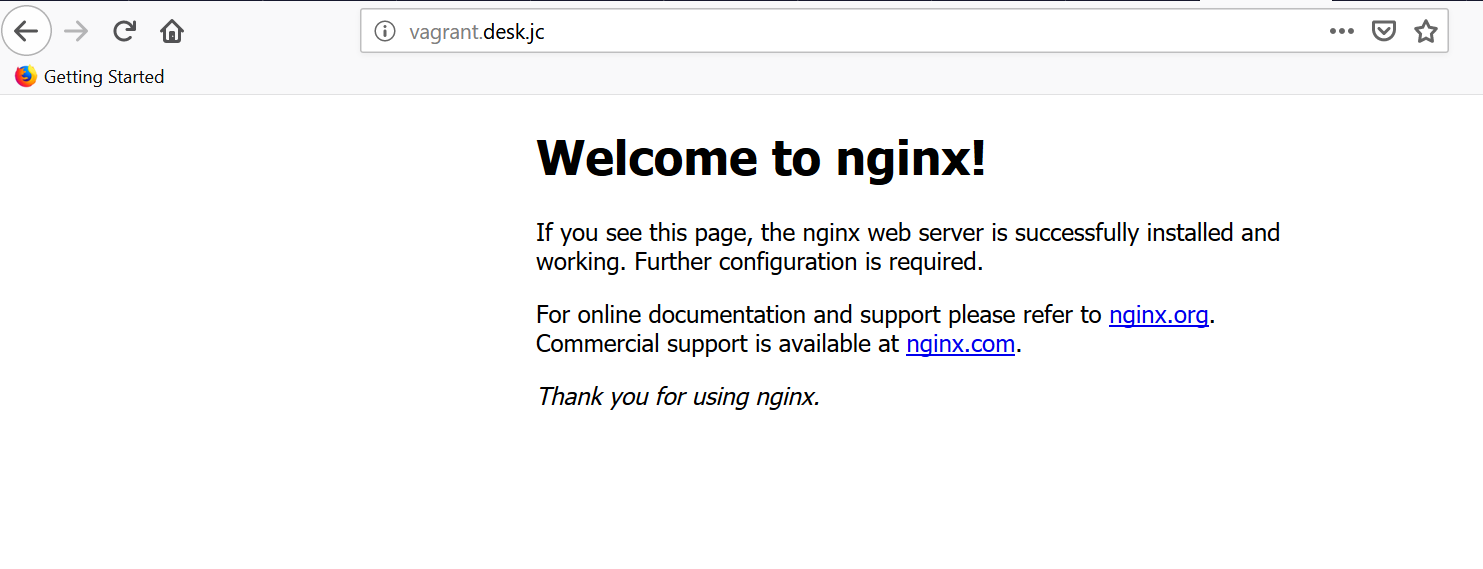 vagrant.desk.jc
Getting Started
Welcome to nginx!
If you see this page, the nginx web server is successfully installed and
working. Further configuration is required.
For online documentation and support please refer to nginx.org.
Commercial support is available at nginx.com.
Thank you for using nginx.